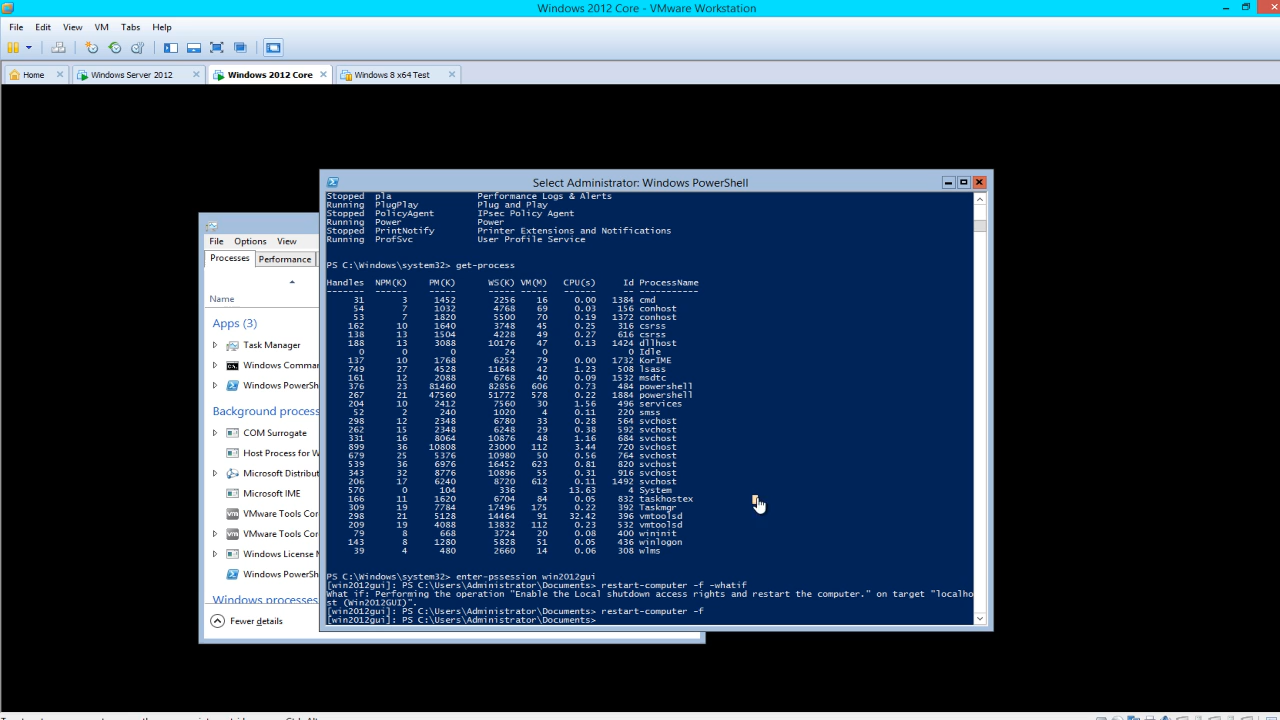 Windows 2012 Core - VMware Workstation
File Edit View VM Tabs Help
Home Windows Server 2012 Windows 2012 Core Windows 8 x64 Test
Select Administrator: Windows PowerShell
Stopped pla Performance Logs & Alerts
Running PlugPlay Plug and Play
Stopped PolicyAgent IPsec Policy Agent
Running Power Power
Stopped PrintNotify Printer Extensions and Notifications
Running ProfSvc User Profile Service
PS C:\Windows\system32> get-process
Handles NPM(K) PM(K) WS(K) VM(M) CPU(s) Id ProcessName
------- ------ ----- ----- ----- ------ -- -----------
31 3 1452 2256 16 0.00 1384 cmd
54 7 1032 4768 69 0.03 156 conhost
53 7 1820 5500 70 0.19 1372 conhost
162 10 1640 3748 45 0.25 316 csrss
138 13 1504 4228 49 0.27 616 csrss
188 13 3088 10176 47 0.13 1424 dllhost
0 0 0 24 0 0 Idle
137 10 1768 6252 79 0.00 1732 KorIME
749 27 4528 11648 42 1.23 508 lsass
161 12 2088 6768 40 0.09 1532 msdtc
376 23 81460 82856 606 0.73 484 powershell
267 21 47560 51772 578 0.22 1884 powershell
204 10 2412 7560 30 1.56 496 services
52 2 240 1020 4 0.11 220 smss
298 12 2348 6780 33 0.28 564 svchost
262 15 2348 6248 29 0.38 592 svchost
331 16 8064 10876 48 1.16 684 svchost
899 36 10808 23000 112 3.44 720 svchost
679 25 5376 10980 50 0.56 764 svchost
539 36 6976 16452 623 0.81 820 svchost
343 32 8776 10896 55 0.31 916 svchost
206 17 6240 8720 612 0.11 1492 svchost
570 0 104 336 3 13.63 4 System
166 11 1620 6704 84 0.05 832 taskhostex
309 19 7784 17496 175 0.22 392 Taskmgr
298 21 5128 14464 91 32.42 396 vmtoolsd
209 19 4088 13832 112 0.23 532 vmtoolsd
79 8 668 3724 20 0.08 400 wininit
143 8 1280 5828 51 0.05 436 winlogon
39 4 480 2660 14 0.06 308 wlms
PS C:\Windows\system32> enter-pssession win2012gui
[win2012gui]: PS C:\Users\Administrator\Documents> restart-computer -f -whatif
What if: Performing the operation "Enable the Local shutdown access rights and restart the computer." on target "localho
st (Win2012GUI)".
[win2012gui]: PS C:\Users\Administrator\Documents> restart-computer -f
[win2012gui]: PS C:\Users\Administrator\Documents>
File Options View
Processes Performance
Name
Apps (3)
Task Manager
Windows Comma
Windows PowerSh
Background process
COM Surrogate
Host Process for W
Microsoft Distribut
Microsoft IME
VMware Tools Cor
VMware Tools Cor
Windows License M
Windows PowerSh
Windows processes
Fewer details